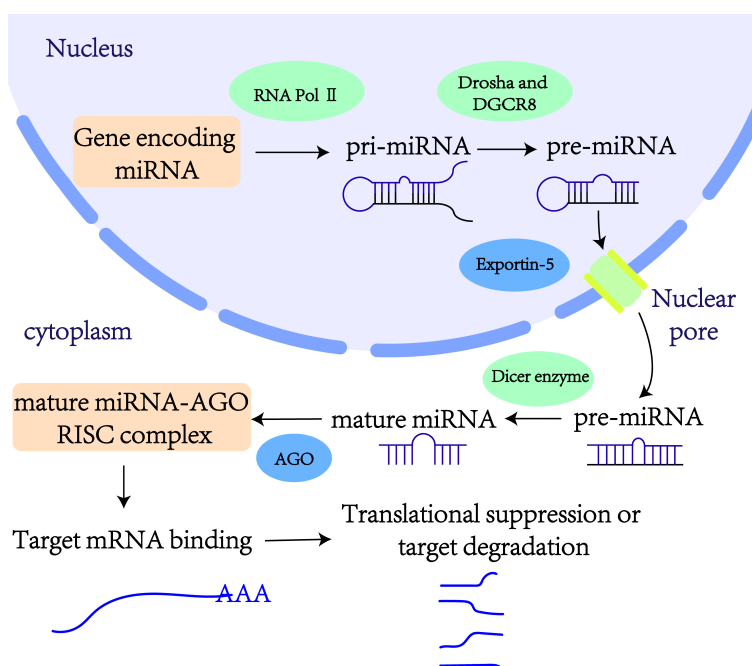 Nucleus
RNA Pol Ⅱ
Drosha and
DGCR8
Gene encoding
miRNA
pri-miRNA
pre-miRNA
Exportin-5
Nuclear
pore
cytoplasm
Dicer enzyme
mature miRNA-AGO
RISC complex
mature miRNA
pre-miRNA
AGO
Target mRNA binding
Translational suppression or
target degradation
AAA